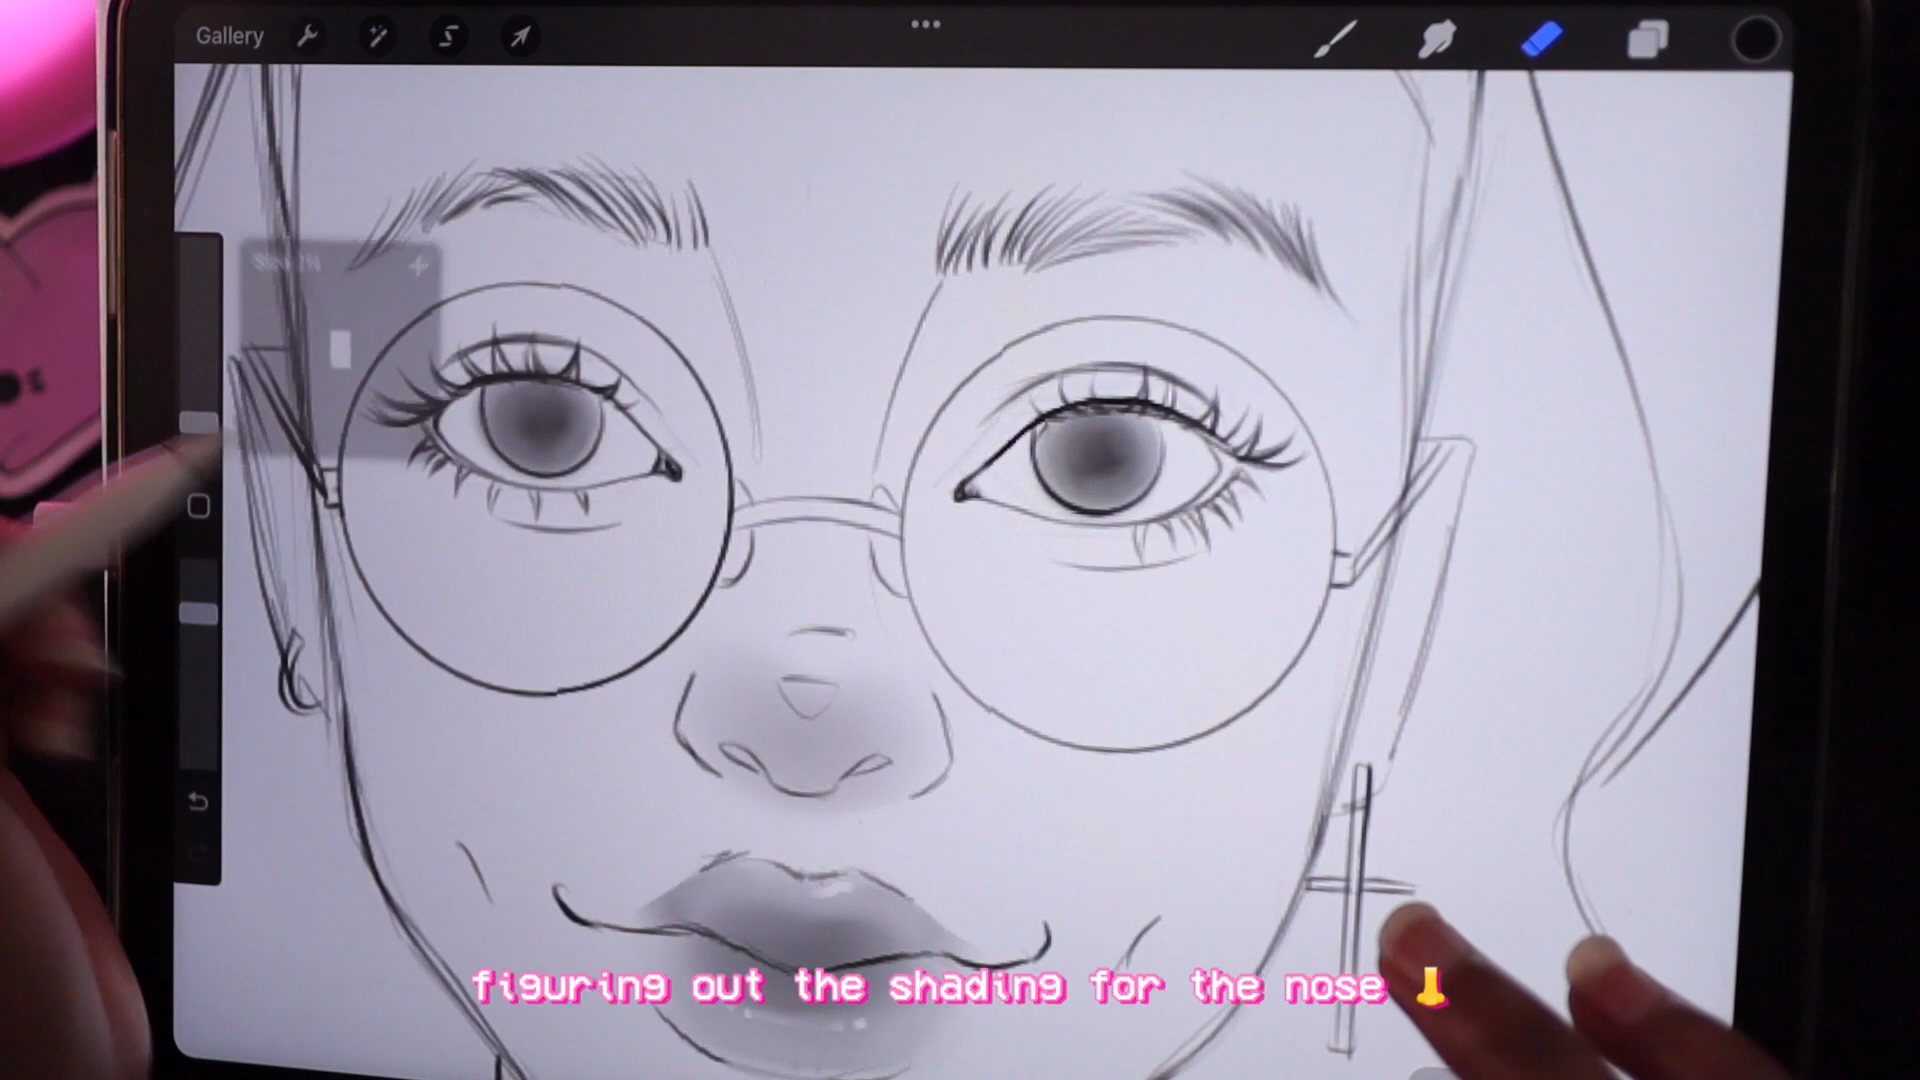 Gallery
figuring out the shading for the nose 👃